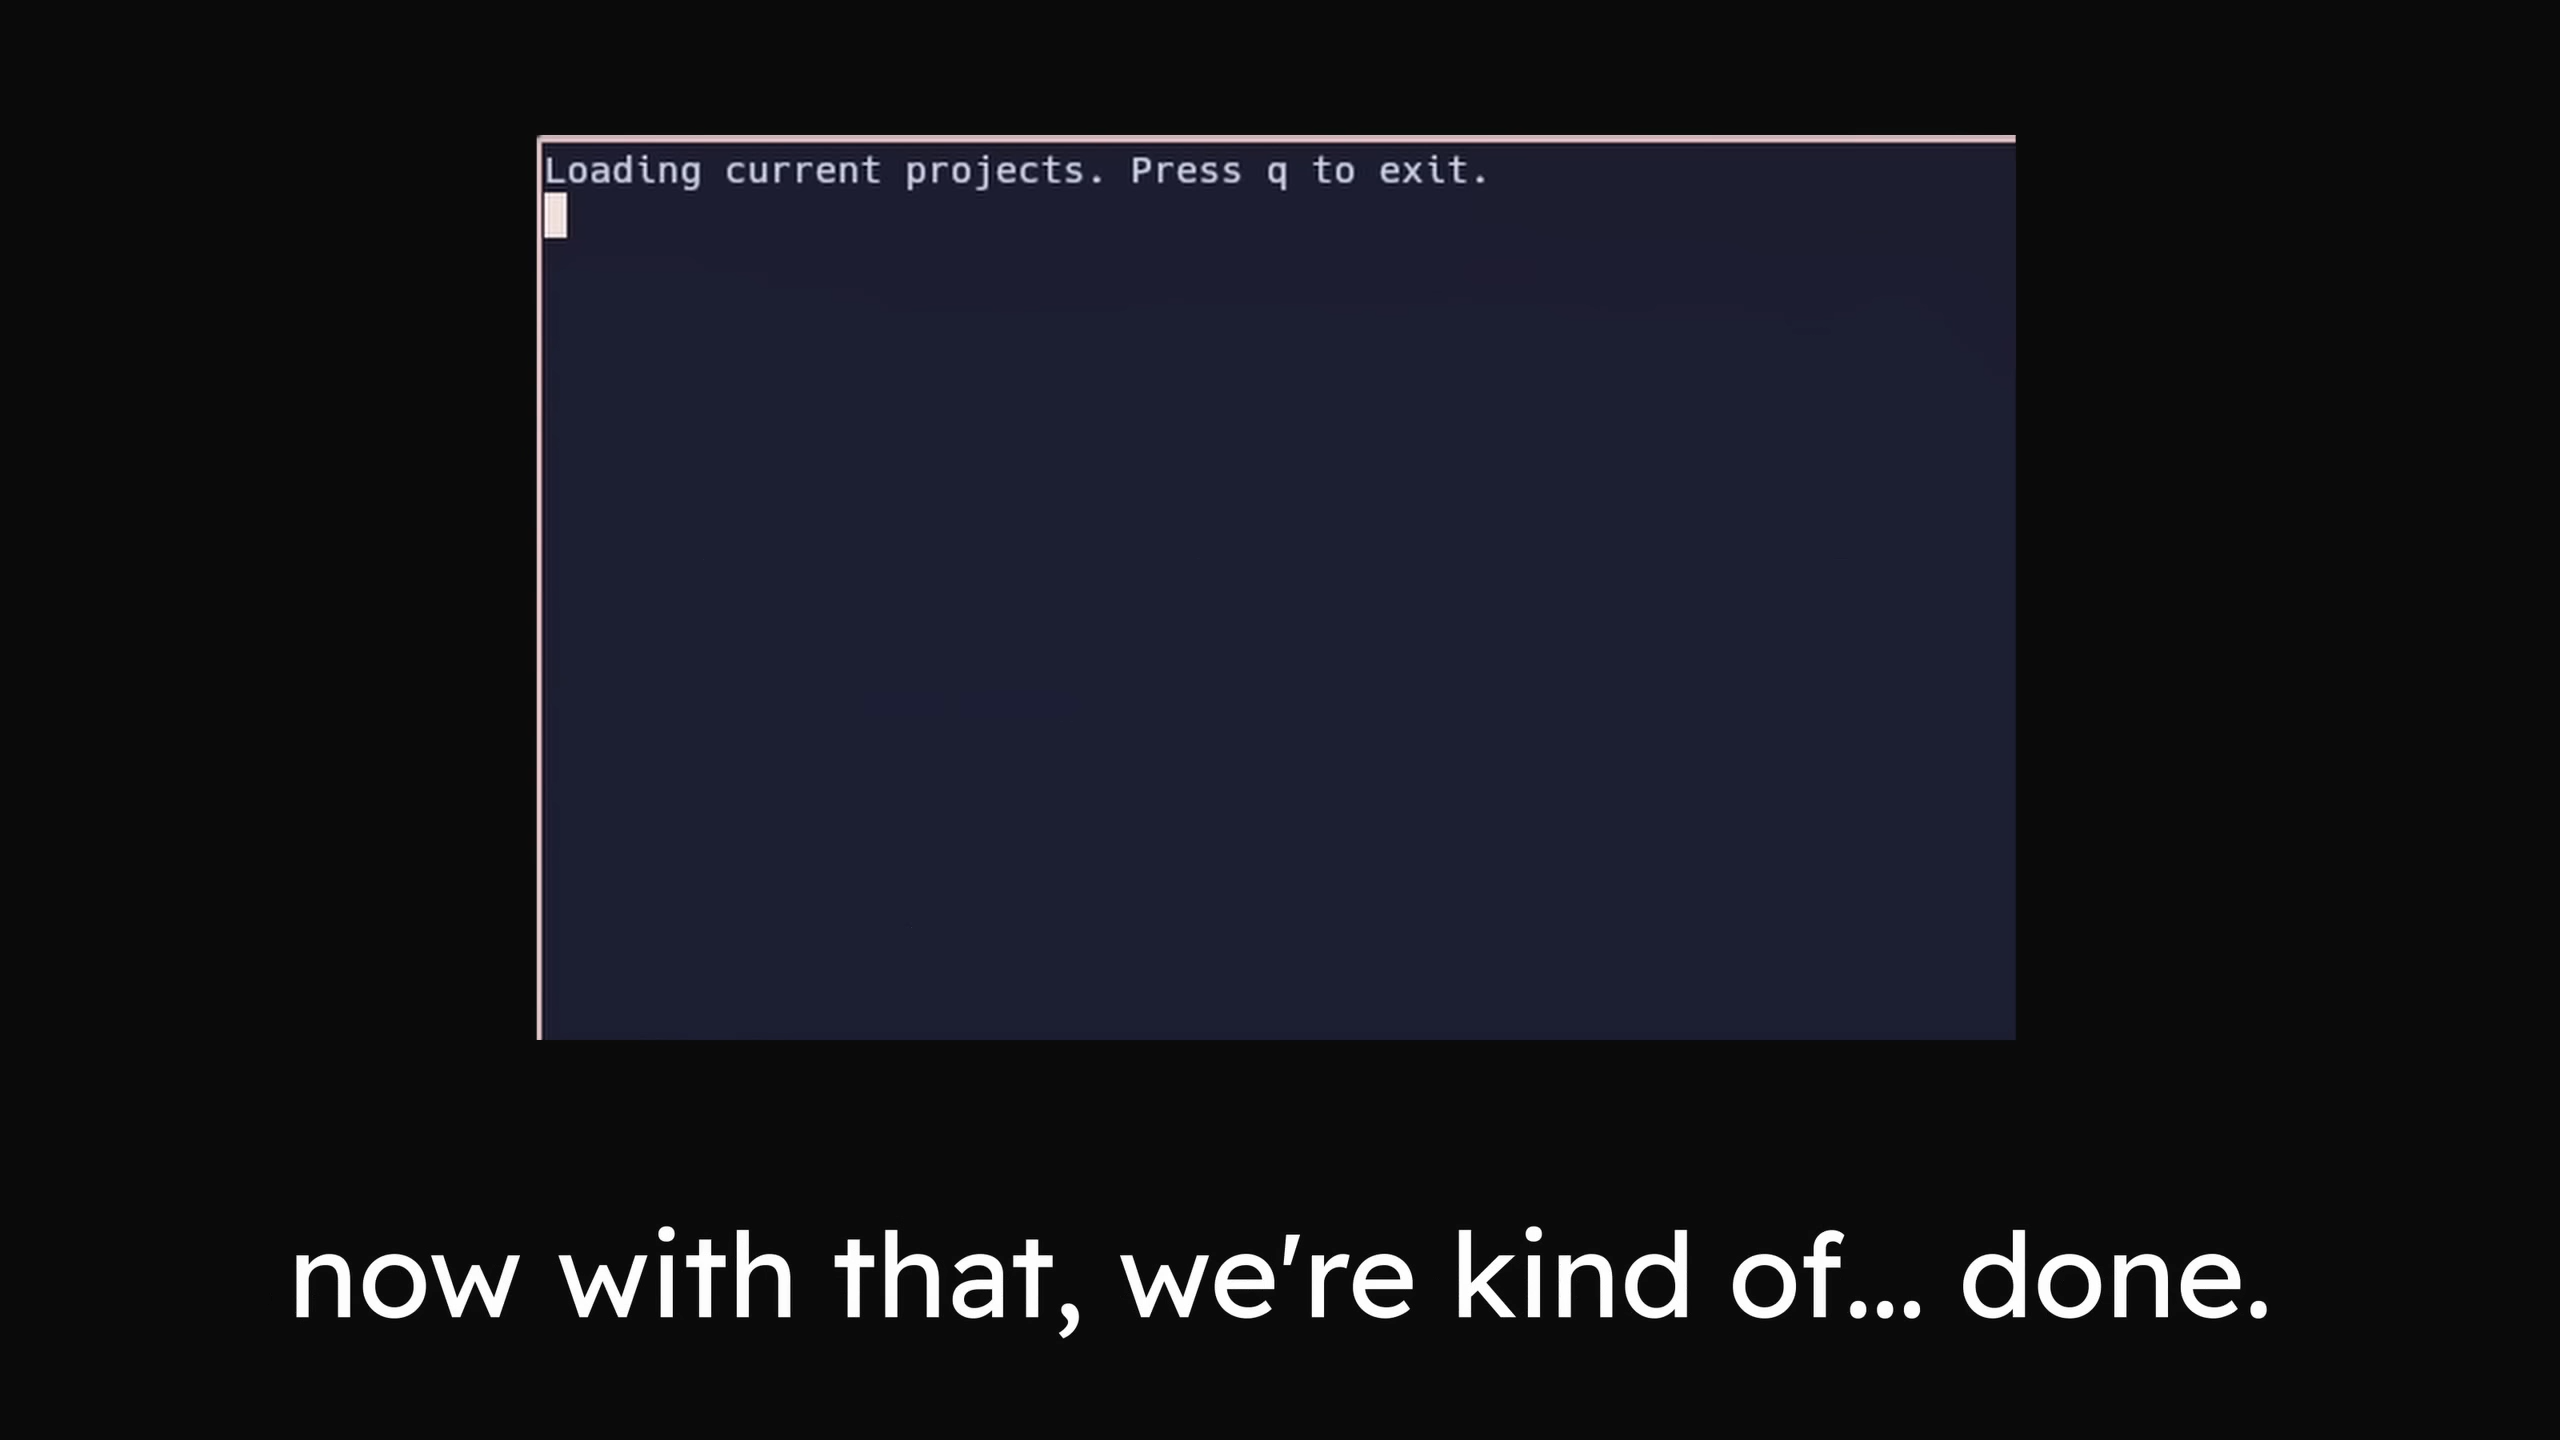 Loading current projects. Press q to exit.
now with that, we're kind of... done.